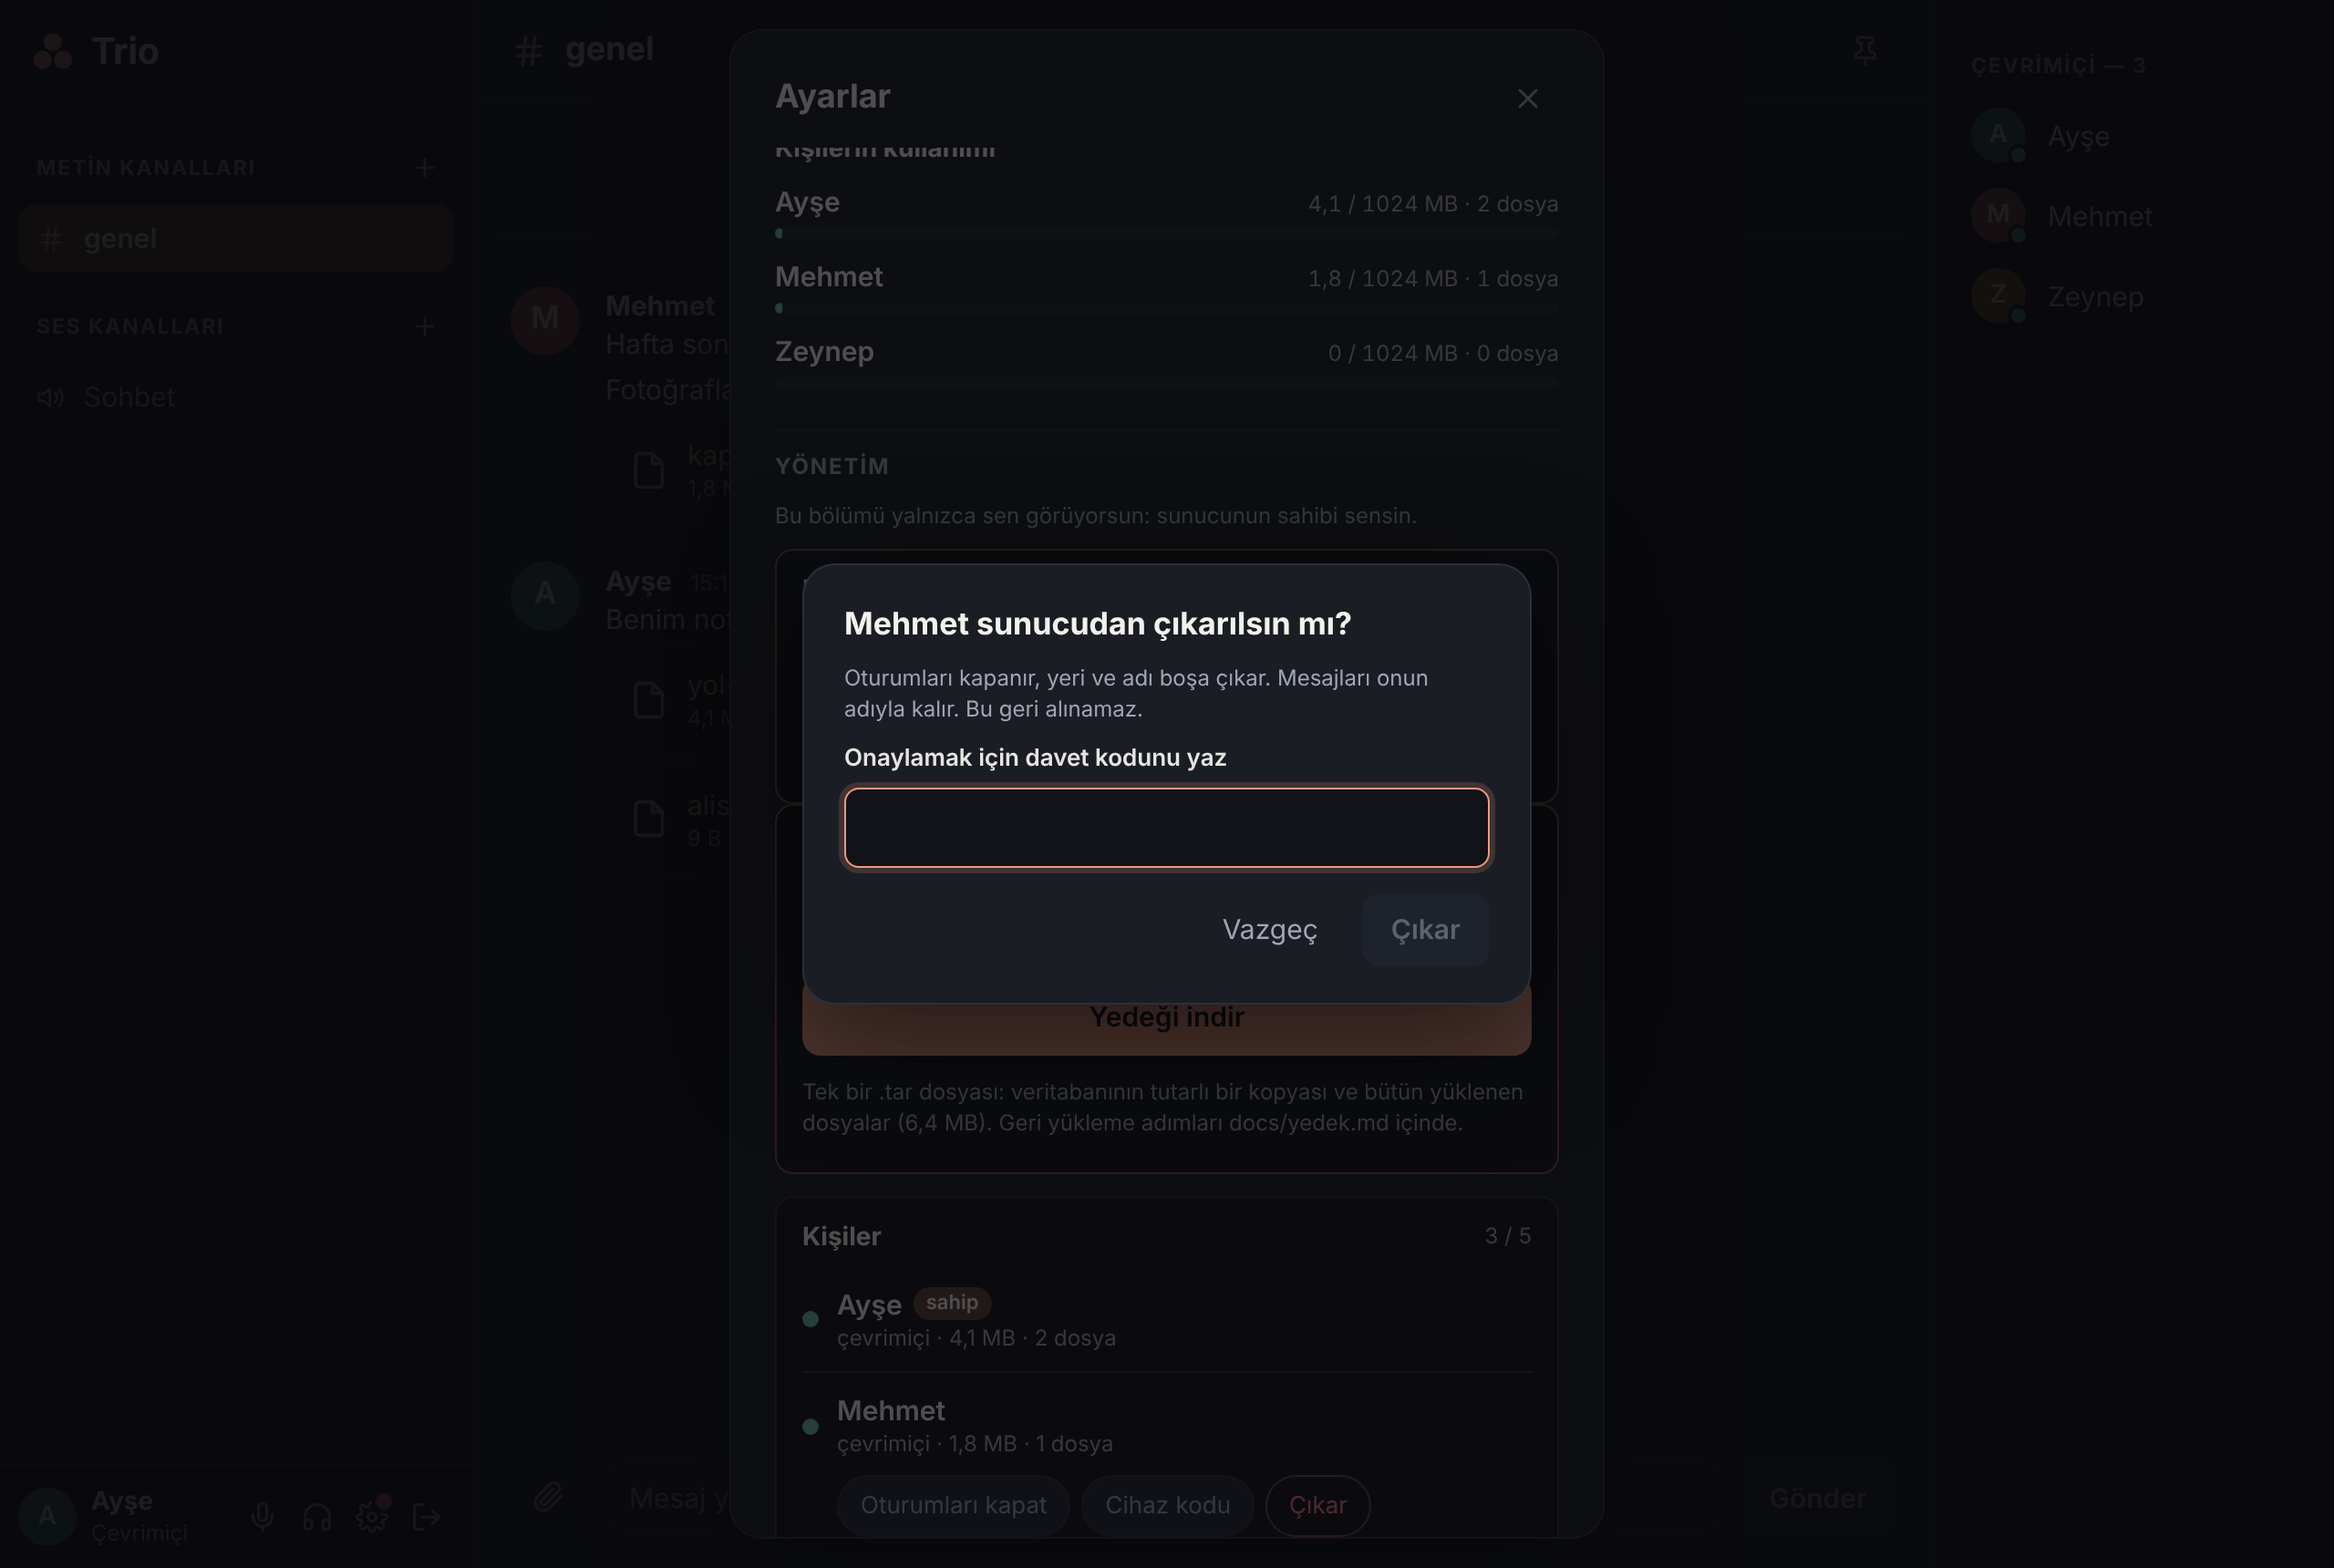 Trio
METİN KANALLARI
genel
SES KANALLARI
Sohbet
A
Ayşe
Çevrimiçi
genel
M
Mehmet
Hafta son
Fotoğrafla
1,8 M
A
Ayşe 15:1
Benim not
4,1 M
9 B
Mesaj y
Gönder
Ayarlar
Kişilerin kullanımı
Ayşe 4,1 / 1024 MB · 2 dosya
Mehmet 1,8 / 1024 MB · 1 dosya
Zeynep 0 / 1024 MB · 0 dosya
YÖNETİM
Bu bölümü yalnızca sen görüyorsun: sunucunun sahibi sensin.
Mehmet sunucudan çıkarılsın mı?
Oturumları kapanır, yeri ve adı boşa çıkar. Mesajları onun
adıyla kalır. Bu geri alınamaz.
Onaylamak için davet kodunu yaz
Vazgeç Çıkar
Yedeği indir
Tek bir .tar dosyası: veritabanının tutarlı bir kopyası ve bütün yüklenen
dosyalar (6,4 MB). Geri yükleme adımları docs/yedek.md içinde.
Kişiler 3 / 5
Ayşe sahip
çevrimiçi · 4,1 MB · 2 dosya
Mehmet
çevrimiçi · 1,8 MB · 1 dosya
Oturumları kapat Cihaz kodu Çıkar
ÇEVRİMİÇİ — 3
A Ayşe
M Mehmet
Z Zeynep